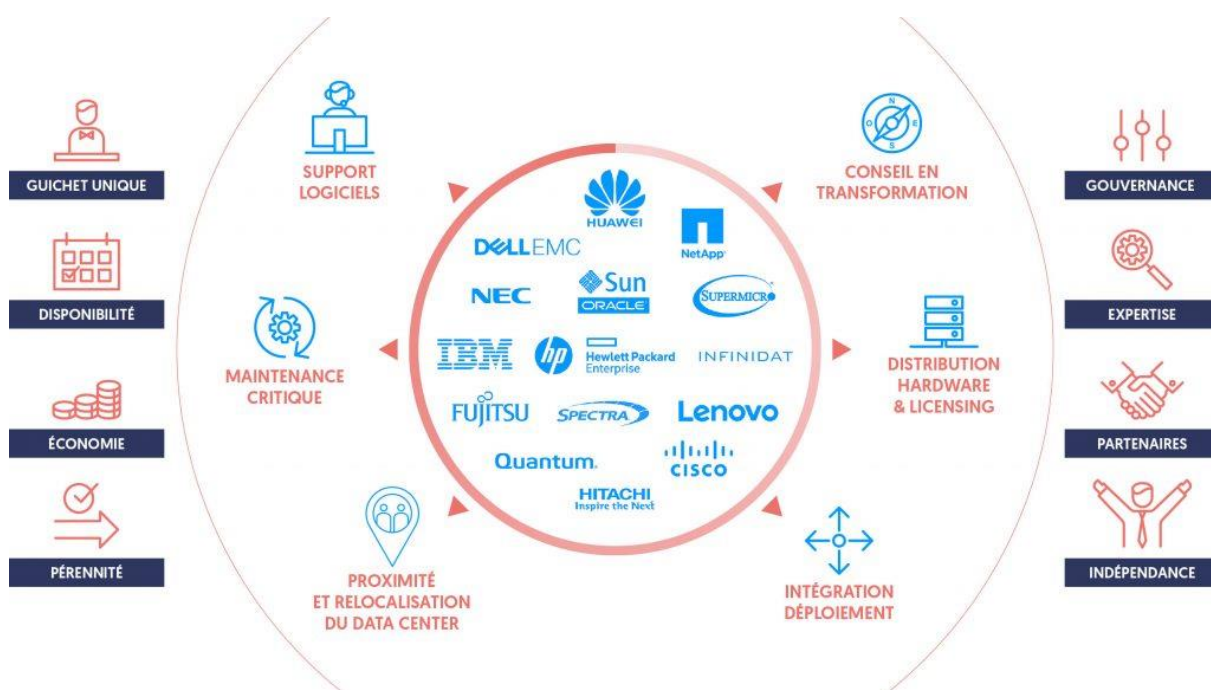 GUICHET UNIQUE
DISPONIBILITÉ
ÉCONOMIE
PÉRENNITÉ
SUPPORT
LOGICIELS
MAINTENANCE
CRITIQUE
PROXIMITÉ
ET RELOCALISATION
DU DATA CENTER
HUAWEI
DELLEMC
NetApp
NEC
Sun
ORACLE
SUPERMICRO
IBM
hp
Hewlett Packard
Enterprise
INFINIDAT
FUJITSU
SPECTRA
Lenovo
Quantum.
CISCO
HITACHI
Inspire the Next
N
O
E
S
CONSEIL EN
TRANSFORMATION
DISTRIBUTION
HARDWARE
& LICENSING
INTÉGRATION
DÉPLOIEMENT
GOUVERNANCE
EXPERTISE
PARTENAIRES
INDÉPENDANCE